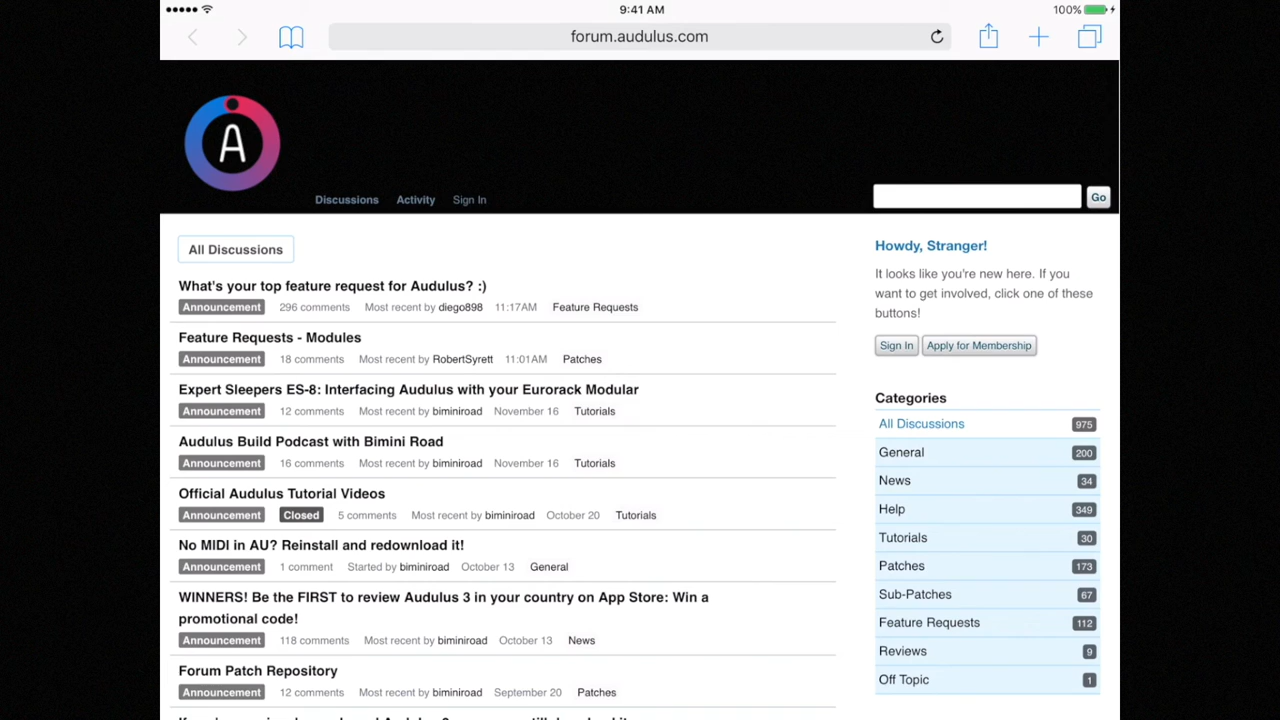 9:41 AM
100%
forum.audulus.com
A
Discussions Activity Sign In
Go
All Discussions
What's your top feature request for Audulus? :)
Announcement 296 comments Most recent by diego898 11:17AM Feature Requests
Feature Requests - Modules
Announcement 18 comments Most recent by RobertSyrett 11:01AM Patches
Expert Sleepers ES-8: Interfacing Audulus with your Eurorack Modular
Announcement 12 comments Most recent by biminiroad November 16 Tutorials
Audulus Build Podcast with Bimini Road
Announcement 16 comments Most recent by biminiroad November 16 Tutorials
Official Audulus Tutorial Videos
Announcement Closed 5 comments Most recent by biminiroad October 20 Tutorials
No MIDI in AU? Reinstall and redownload it!
Announcement 1 comment Started by biminiroad October 13 General
WINNERS! Be the FIRST to review Audulus 3 in your country on App Store: Win a
promotional code!
Announcement 118 comments Most recent by biminiroad October 13 News
Forum Patch Repository
Announcement 12 comments Most recent by biminiroad September 20 Patches
Howdy, Stranger!
It looks like you're new here. If you
want to get involved, click one of these
buttons!
Sign In Apply for Membership
Categories
All Discussions 975
General 200
News 34
Help 349
Tutorials 30
Patches 173
Sub-Patches 67
Feature Requests 112
Reviews 9
Off Topic 1